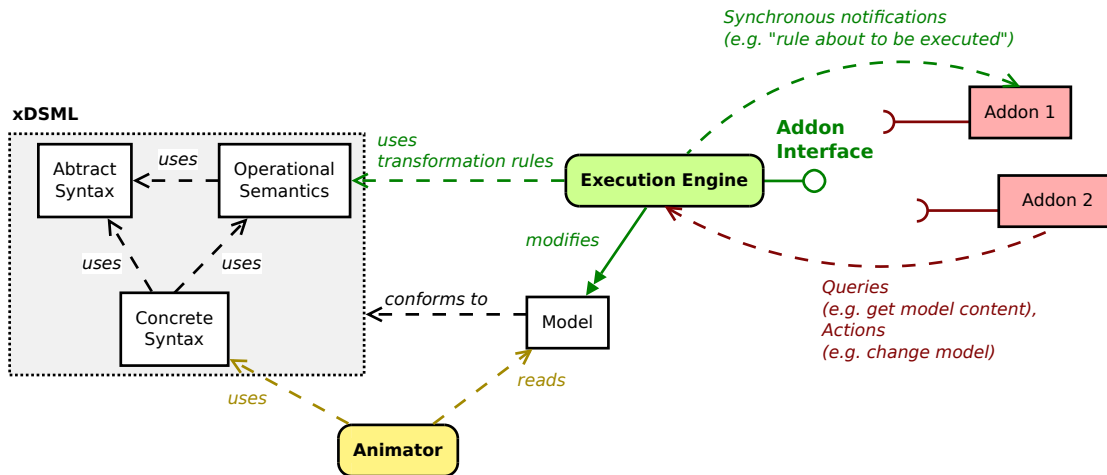 Synchronous notifications
(e.g. "rule about to be executed")
xDSML
Addon 1
Addon
Interface
uses
transformation rules
Abtract
Syntax
uses
Operational
Semantics
Execution Engine
Addon 2
modifies
uses
uses
Queries
(e.g. get model content),
Actions
(e.g. change model)
conforms to
Concrete
Syntax
Model
uses
reads
Animator